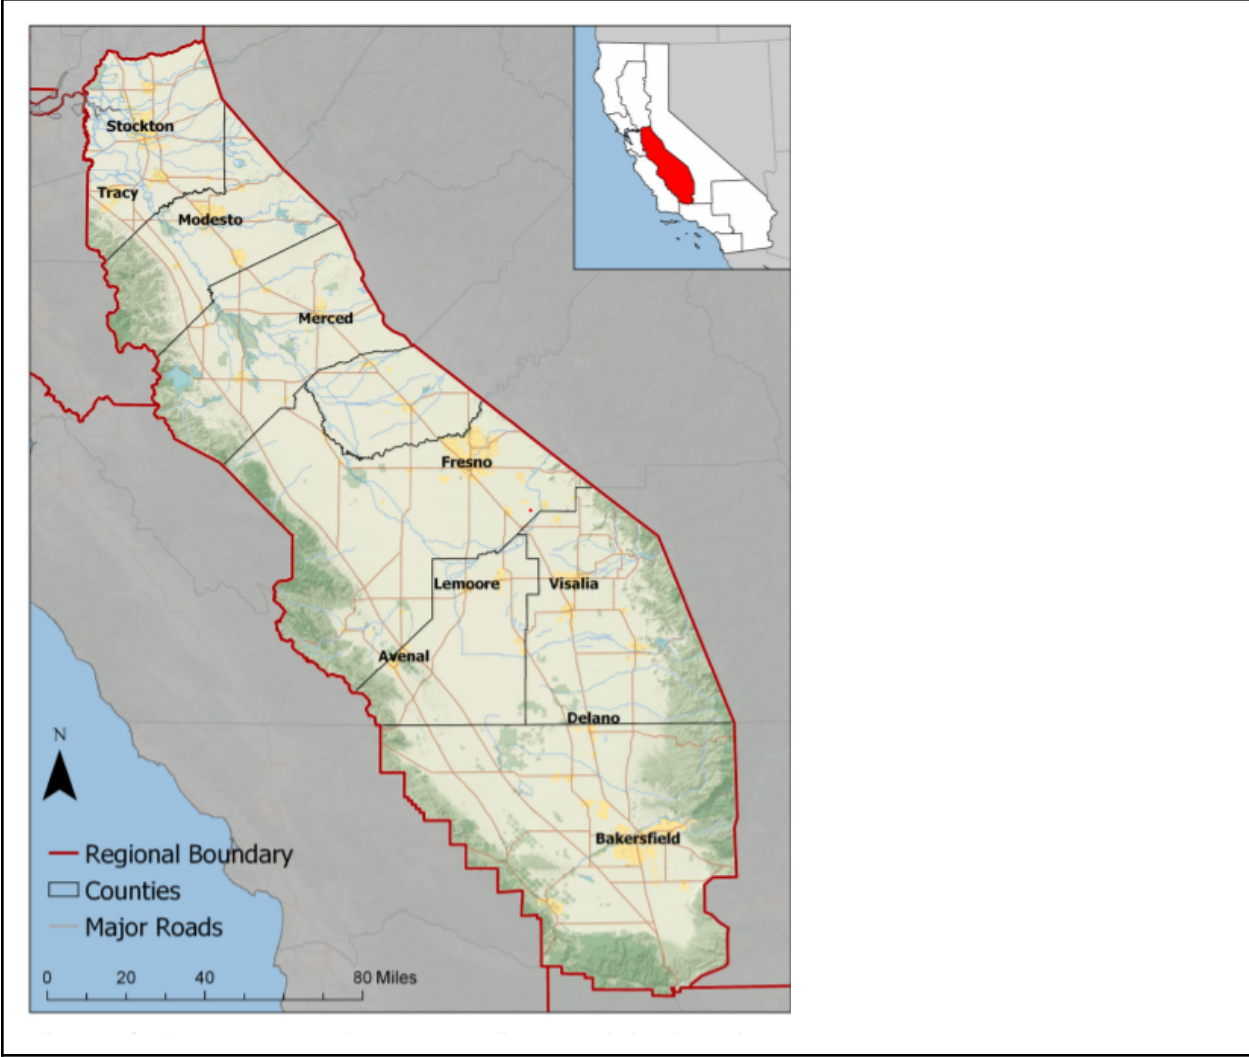 Stockton
Tracy
Modesto
Merced
Fresno
Lemoore
Visalia
Avenal
Delano
N
Bakersfield
Regional Boundary
Counties
Major Roads
0 20 40 80 Miles